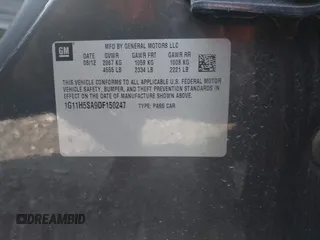 GM
MFD BY GENERAL MOTORS LLC
DATE GVWR GAWR FRT GAWR RR
08/12 2067 KG 1059 KG 1008 KG
4555 LB 2334 LB 2221 LB
THIS VEHICLE CONFORMS TO ALL APPLICABLE U.S. FEDERAL MOTOR
VEHICLE SAFETY, BUMPER, AND THEFT PREVENTION STANDARDS
IN EFFECT ON THE DATE OF MANUFACTURE SHOWN ABOVE.
1G11H5SA9DF150247 TYPE: PASS CAR
DREAMBID